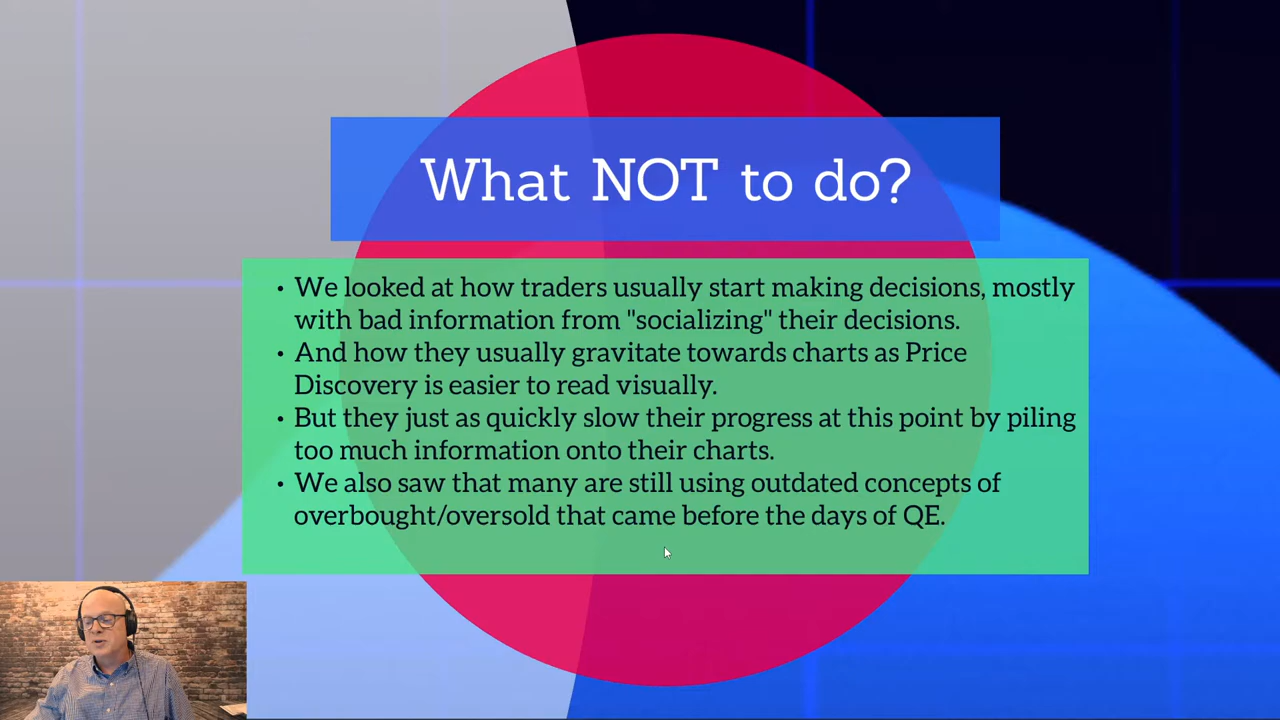 What NOT to do?
• We looked at how traders usually start making decisions, mostly
with bad information from "socializing" their decisions.
• And how they usually gravitate towards charts as Price
Discovery is easier to read visually.
• But they just as quickly slow their progress at this point by piling
too much information onto their charts.
• We also saw that many are still using outdated concepts of
overbought/oversold that came before the days of QE.